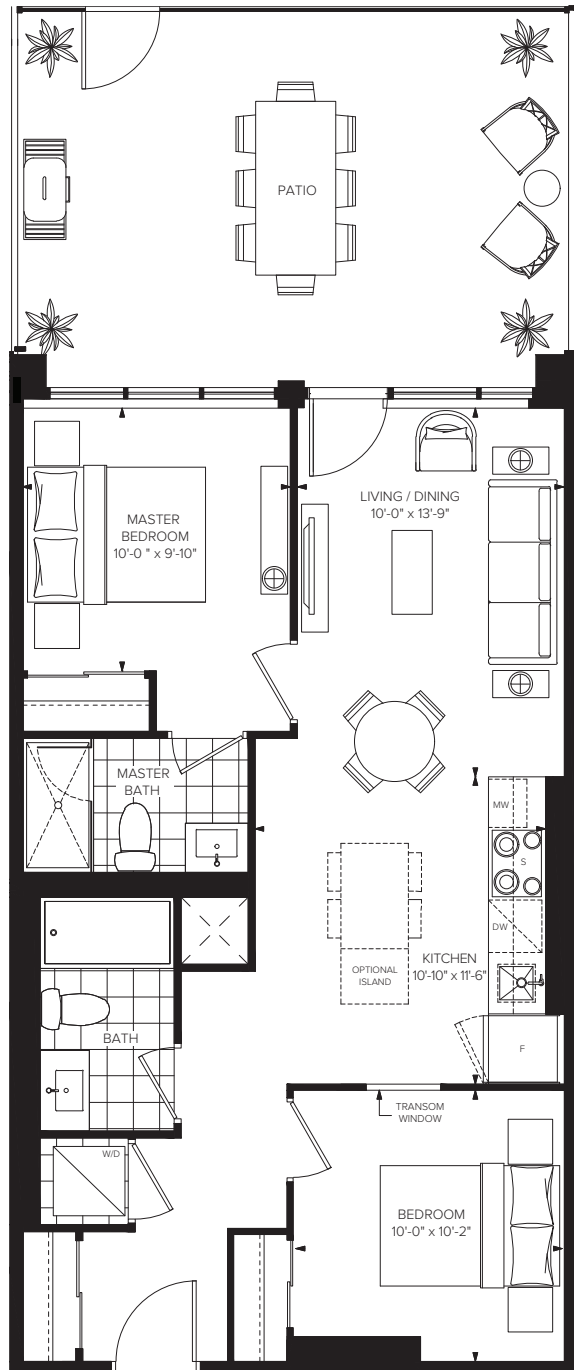 PATIO
LIVING / DINING
10'-0" x 13'-9"
MASTER
BEDROOM
10'-0 " x 9'-10"
MASTER
BATH
MW
S
DW
KITCHEN
10'-10" x 11'-6"
OPTIONAL
ISLAND
BATH
F
TRANSOM
WINDOW
W/D
BEDROOM
10'-0" x 10'-2"